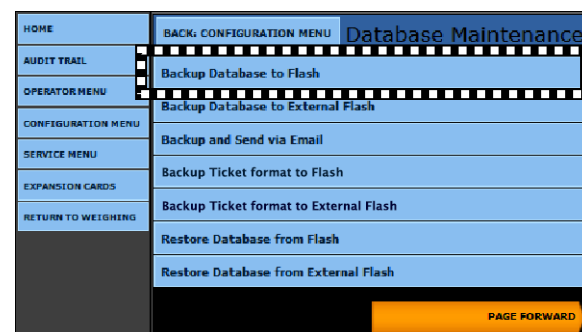 HOME
BACK: CONFIGURATION MENU
Database Maintenance
AUDIT TRAIL
OPERATOR MENU
CONFIGURATION MENU
SERVICE MENU
EXPANSION CARDS
RETURN TO WEIGHING
Backup Database to Flash
Backup Database to External Flash
Backup and Send via Email
Backup Ticket format to Flash
Backup Ticket format to External Flash
Restore Database from Flash
Restore Database from External Flash
PAGE FORWARD